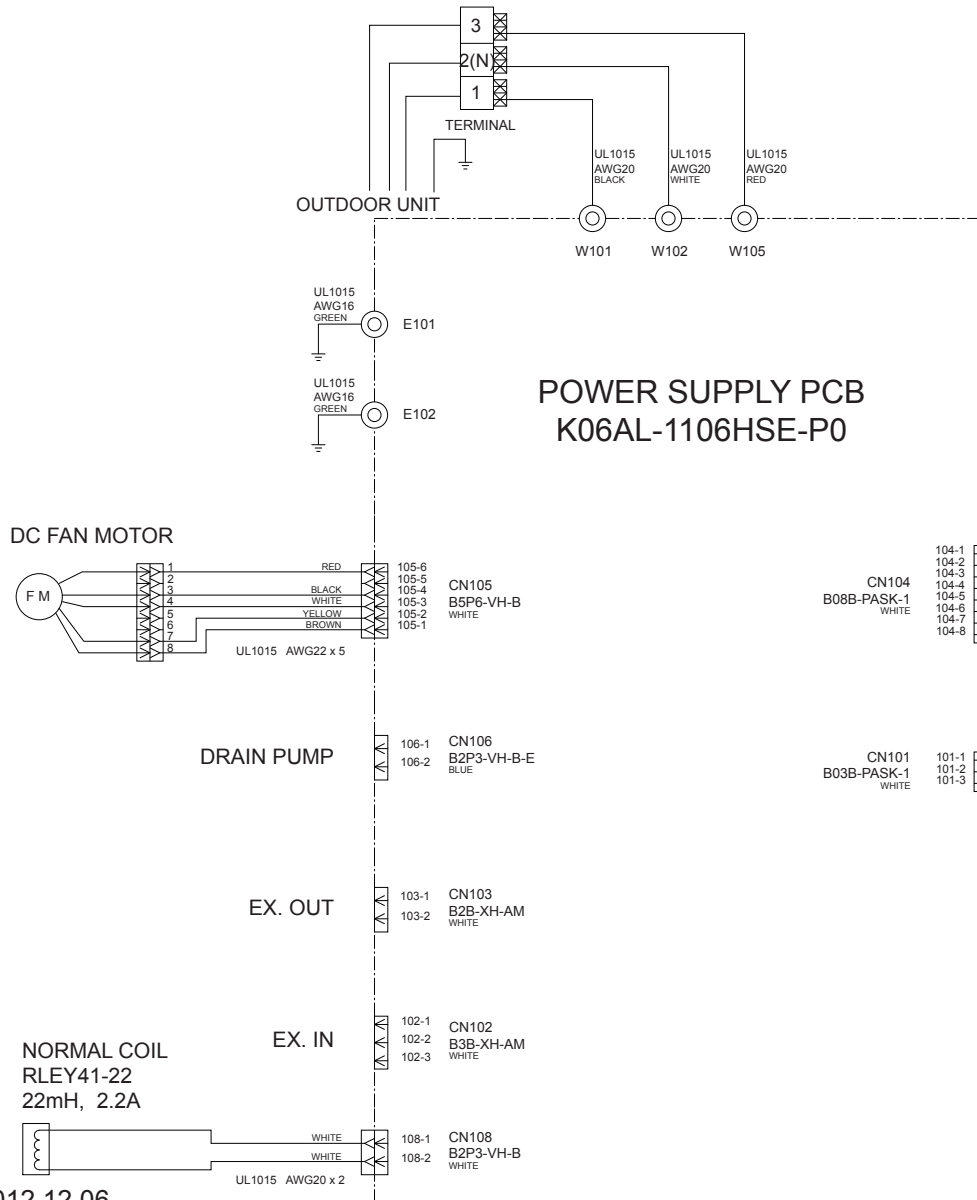 3
2(N)
1
TERMINAL
OUTDOOR UNIT
UL1015
AWG20
BLACK
UL1015
AWG20
WHITE
UL1015
AWG20
RED
W101
W102
W105
UL1015
AWG16
GREEN
E101
UL1015
AWG16
GREEN
E102
POWER SUPPLY PCB
K06AL-1106HSE-P0
DC FAN MOTOR
F M
1
2
3
4
5
6
7
8
RED
BLACK
WHITE
YELLOW
BROWN
UL1015 AWG22 x 5
105-6
105-5
105-4
105-3
105-2
105-1
CN105
B5P6-VH-B
WHITE
CN104
B08B-PASK-1
WHITE
104-1
104-2
104-3
104-4
104-5
104-6
104-7
104-8
DRAIN PUMP
106-1
106-2
CN106
B2P3-VH-B-E
BLUE
CN101
B03B-PASK-1
WHITE
101-1
101-2
101-3
EX. OUT
103-1
103-2
CN103
B2B-XH-AM
WHITE
EX. IN
102-1
102-2
102-3
CN102
B3B-XH-AM
WHITE
NORMAL COIL
RLEY41-22
22mH, 2.2A
WHITE
WHITE
UL1015 AWG20 x 2
108-1
108-2
CN108
B2P3-VH-B
WHITE